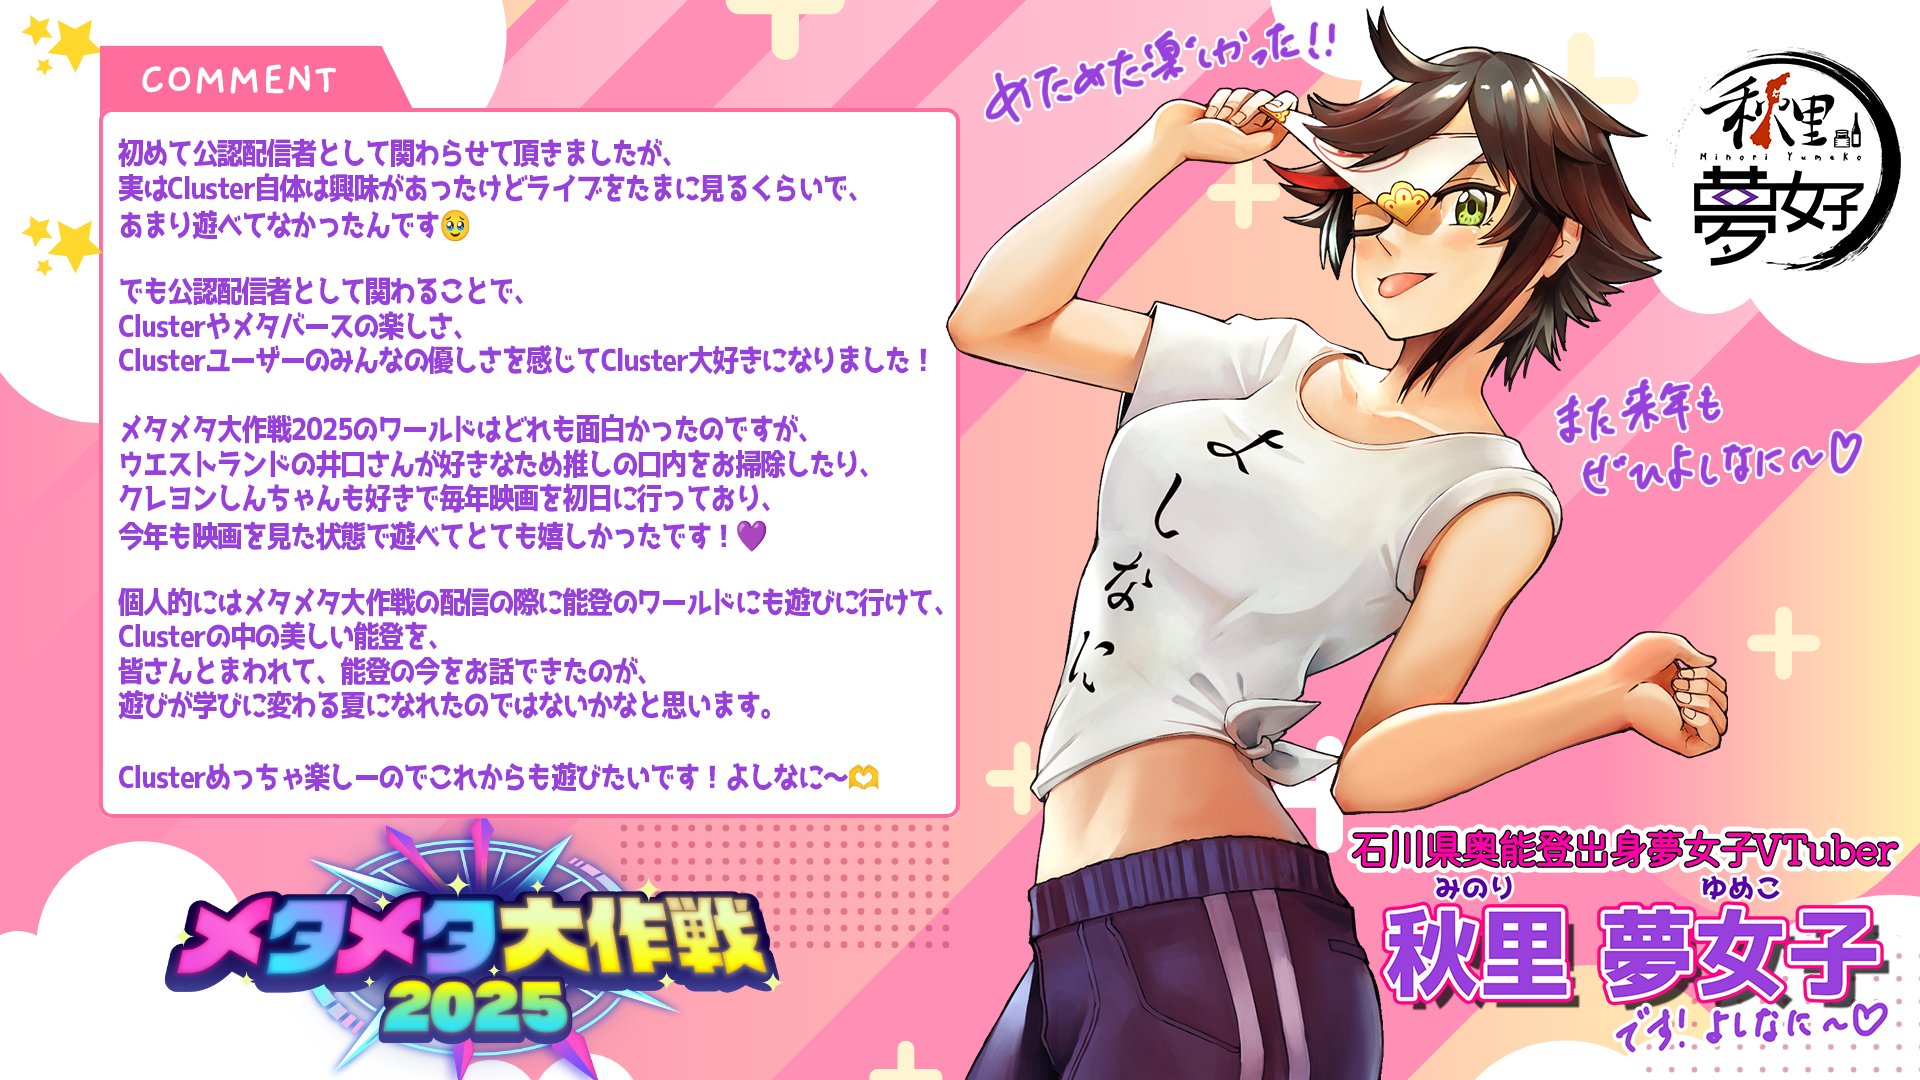 COMMENT
初めて公認配信者として関わらせて頂きましたが、
実はCluster自体は興味があったけどライブをたまに見るくらいで、
あまり遊べてなかったんです🥹
でも公認配信者として関わることで、
Clusterやメタバースの楽しさ、
Clusterユーザーのみんなの優しさを感じてCluster大好きになりました！
メタメタ大作戦2025のワールドはどれも面白かったのですが、
ウエストランドの井口さんが好きなため推しの口内をお掃除したり、
クレヨンしんちゃんも好きで毎年映画を初日に行っており、
今年も映画を見た状態で遊べてとても嬉しかったです！💜
個人的にはメタメタ大作戦の配信の際に能登のワールドにも遊びに行けて、
Clusterの中の美しい能登を、
皆さんとまわれて、能登の今をお話できたのが、
遊びが学びに変わる夏になれたのではないかなと思います。
Clusterめっちゃ楽しーのでこれからも遊びたいです！よしなに〜🫶
メタメタ大作戦
2025
めためた楽しかった!!
秋里
Minori Yumeko
夢女好
よしなに
また来年も
ぜひよしなに〜♡
石川県奥能登出身夢女子VTuber
みのり ゆめこ
秋里 夢女子
です! よしなに〜♡